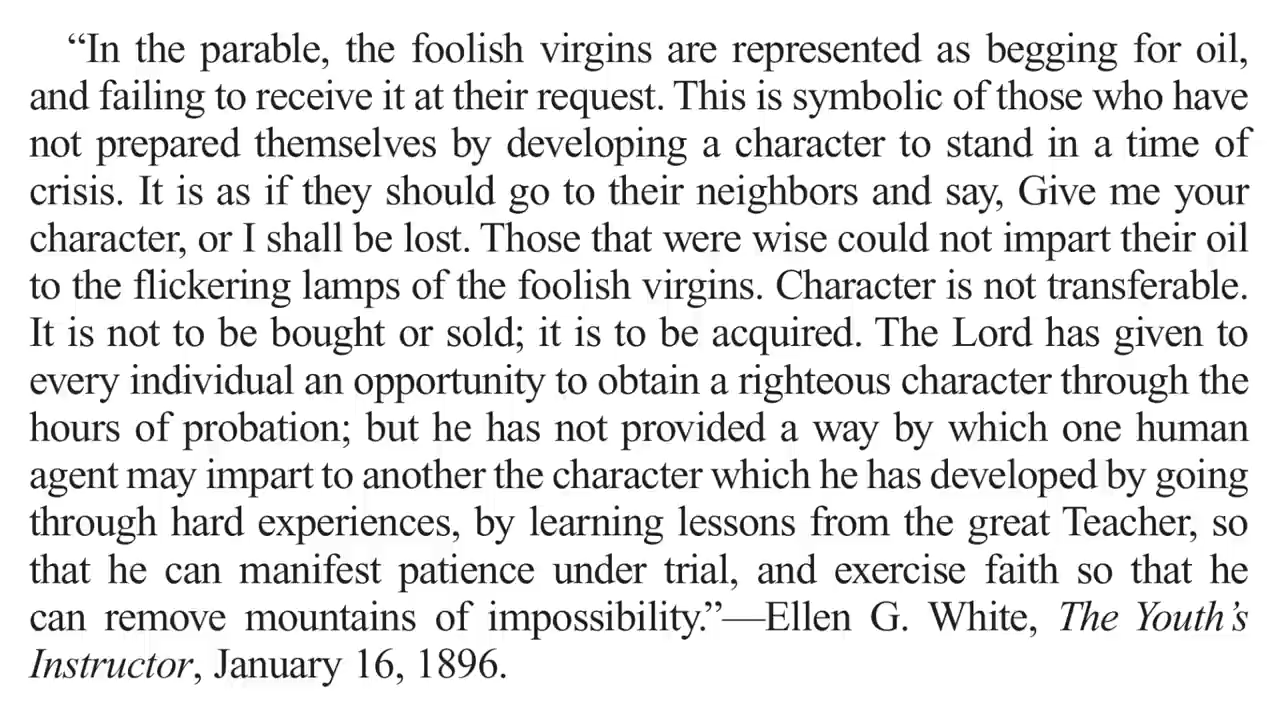 “In the parable, the foolish virgins are represented as begging for oil,
and failing to receive it at their request. This is symbolic of those who have
not prepared themselves by developing a character to stand in a time of
crisis. It is as if they should go to their neighbors and say, Give me your
character, or I shall be lost. Those that were wise could not impart their oil
to the flickering lamps of the foolish virgins. Character is not transferable.
It is not to be bought or sold; it is to be acquired. The Lord has given to
every individual an opportunity to obtain a righteous character through the
hours of probation; but he has not provided a way by which one human
agent may impart to another the character which he has developed by going
through hard experiences, by learning lessons from the great Teacher, so
that he can manifest patience under trial, and exercise faith so that he
can remove mountains of impossibility.”—Ellen G. White, The Youth’s
Instructor, January 16, 1896.